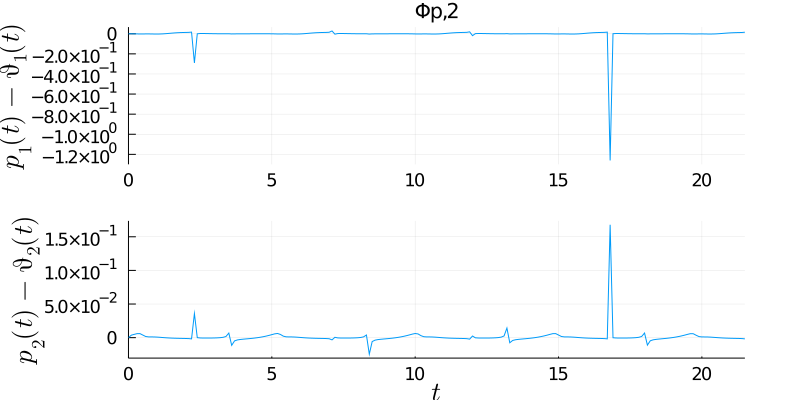 Φp,2
p₁(t) − ϑ₁(t)
0
−2.0×10⁻¹
−4.0×10⁻¹
−6.0×10⁻¹
−8.0×10⁻¹
−1.0×10⁰
−1.2×10⁰
0 5 10 15 20
p₂(t) − ϑ₂(t)
1.5×10⁻¹
1.0×10⁻¹
5.0×10⁻²
0
0 5 10 15 20
t